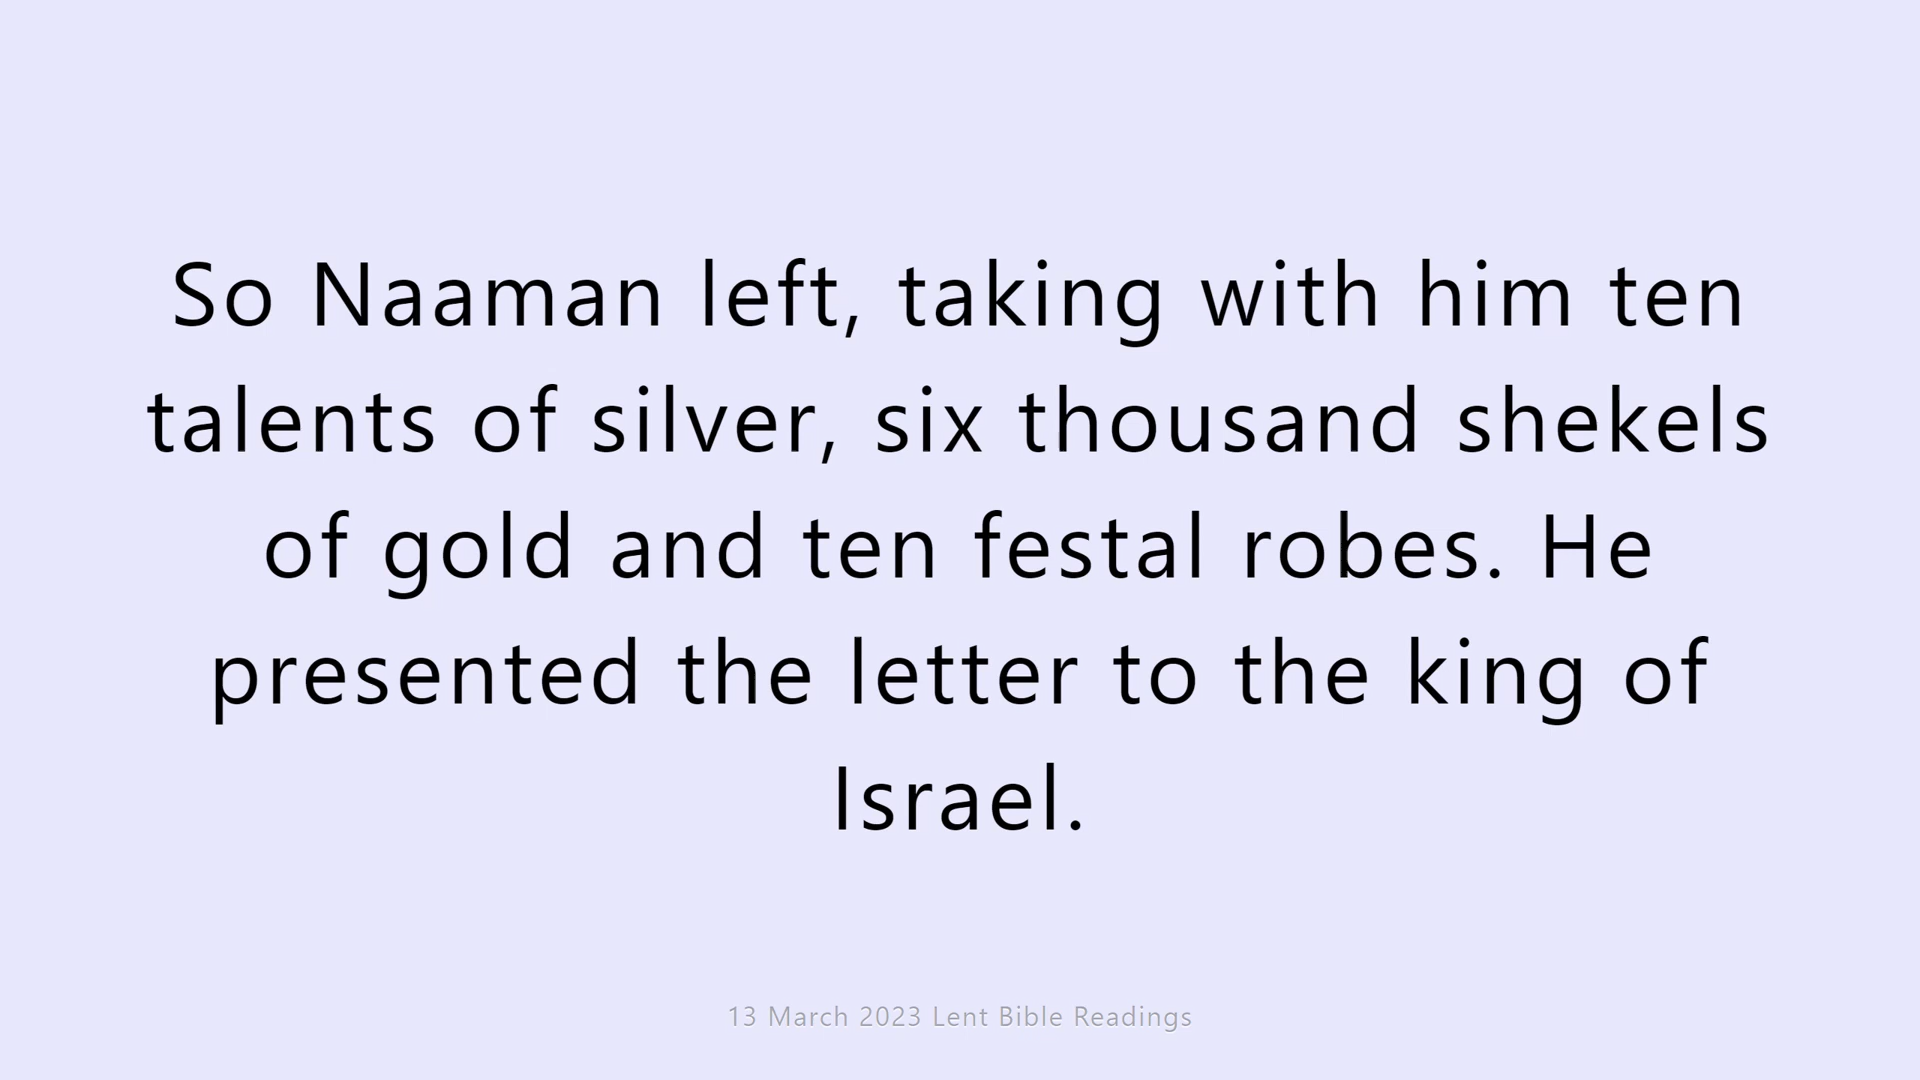 So Naaman left, taking with him ten
talents of silver, six thousand shekels
of gold and ten festal robes. He
presented the letter to the king of
Israel.
13 March 2023 Lent Bible Readings